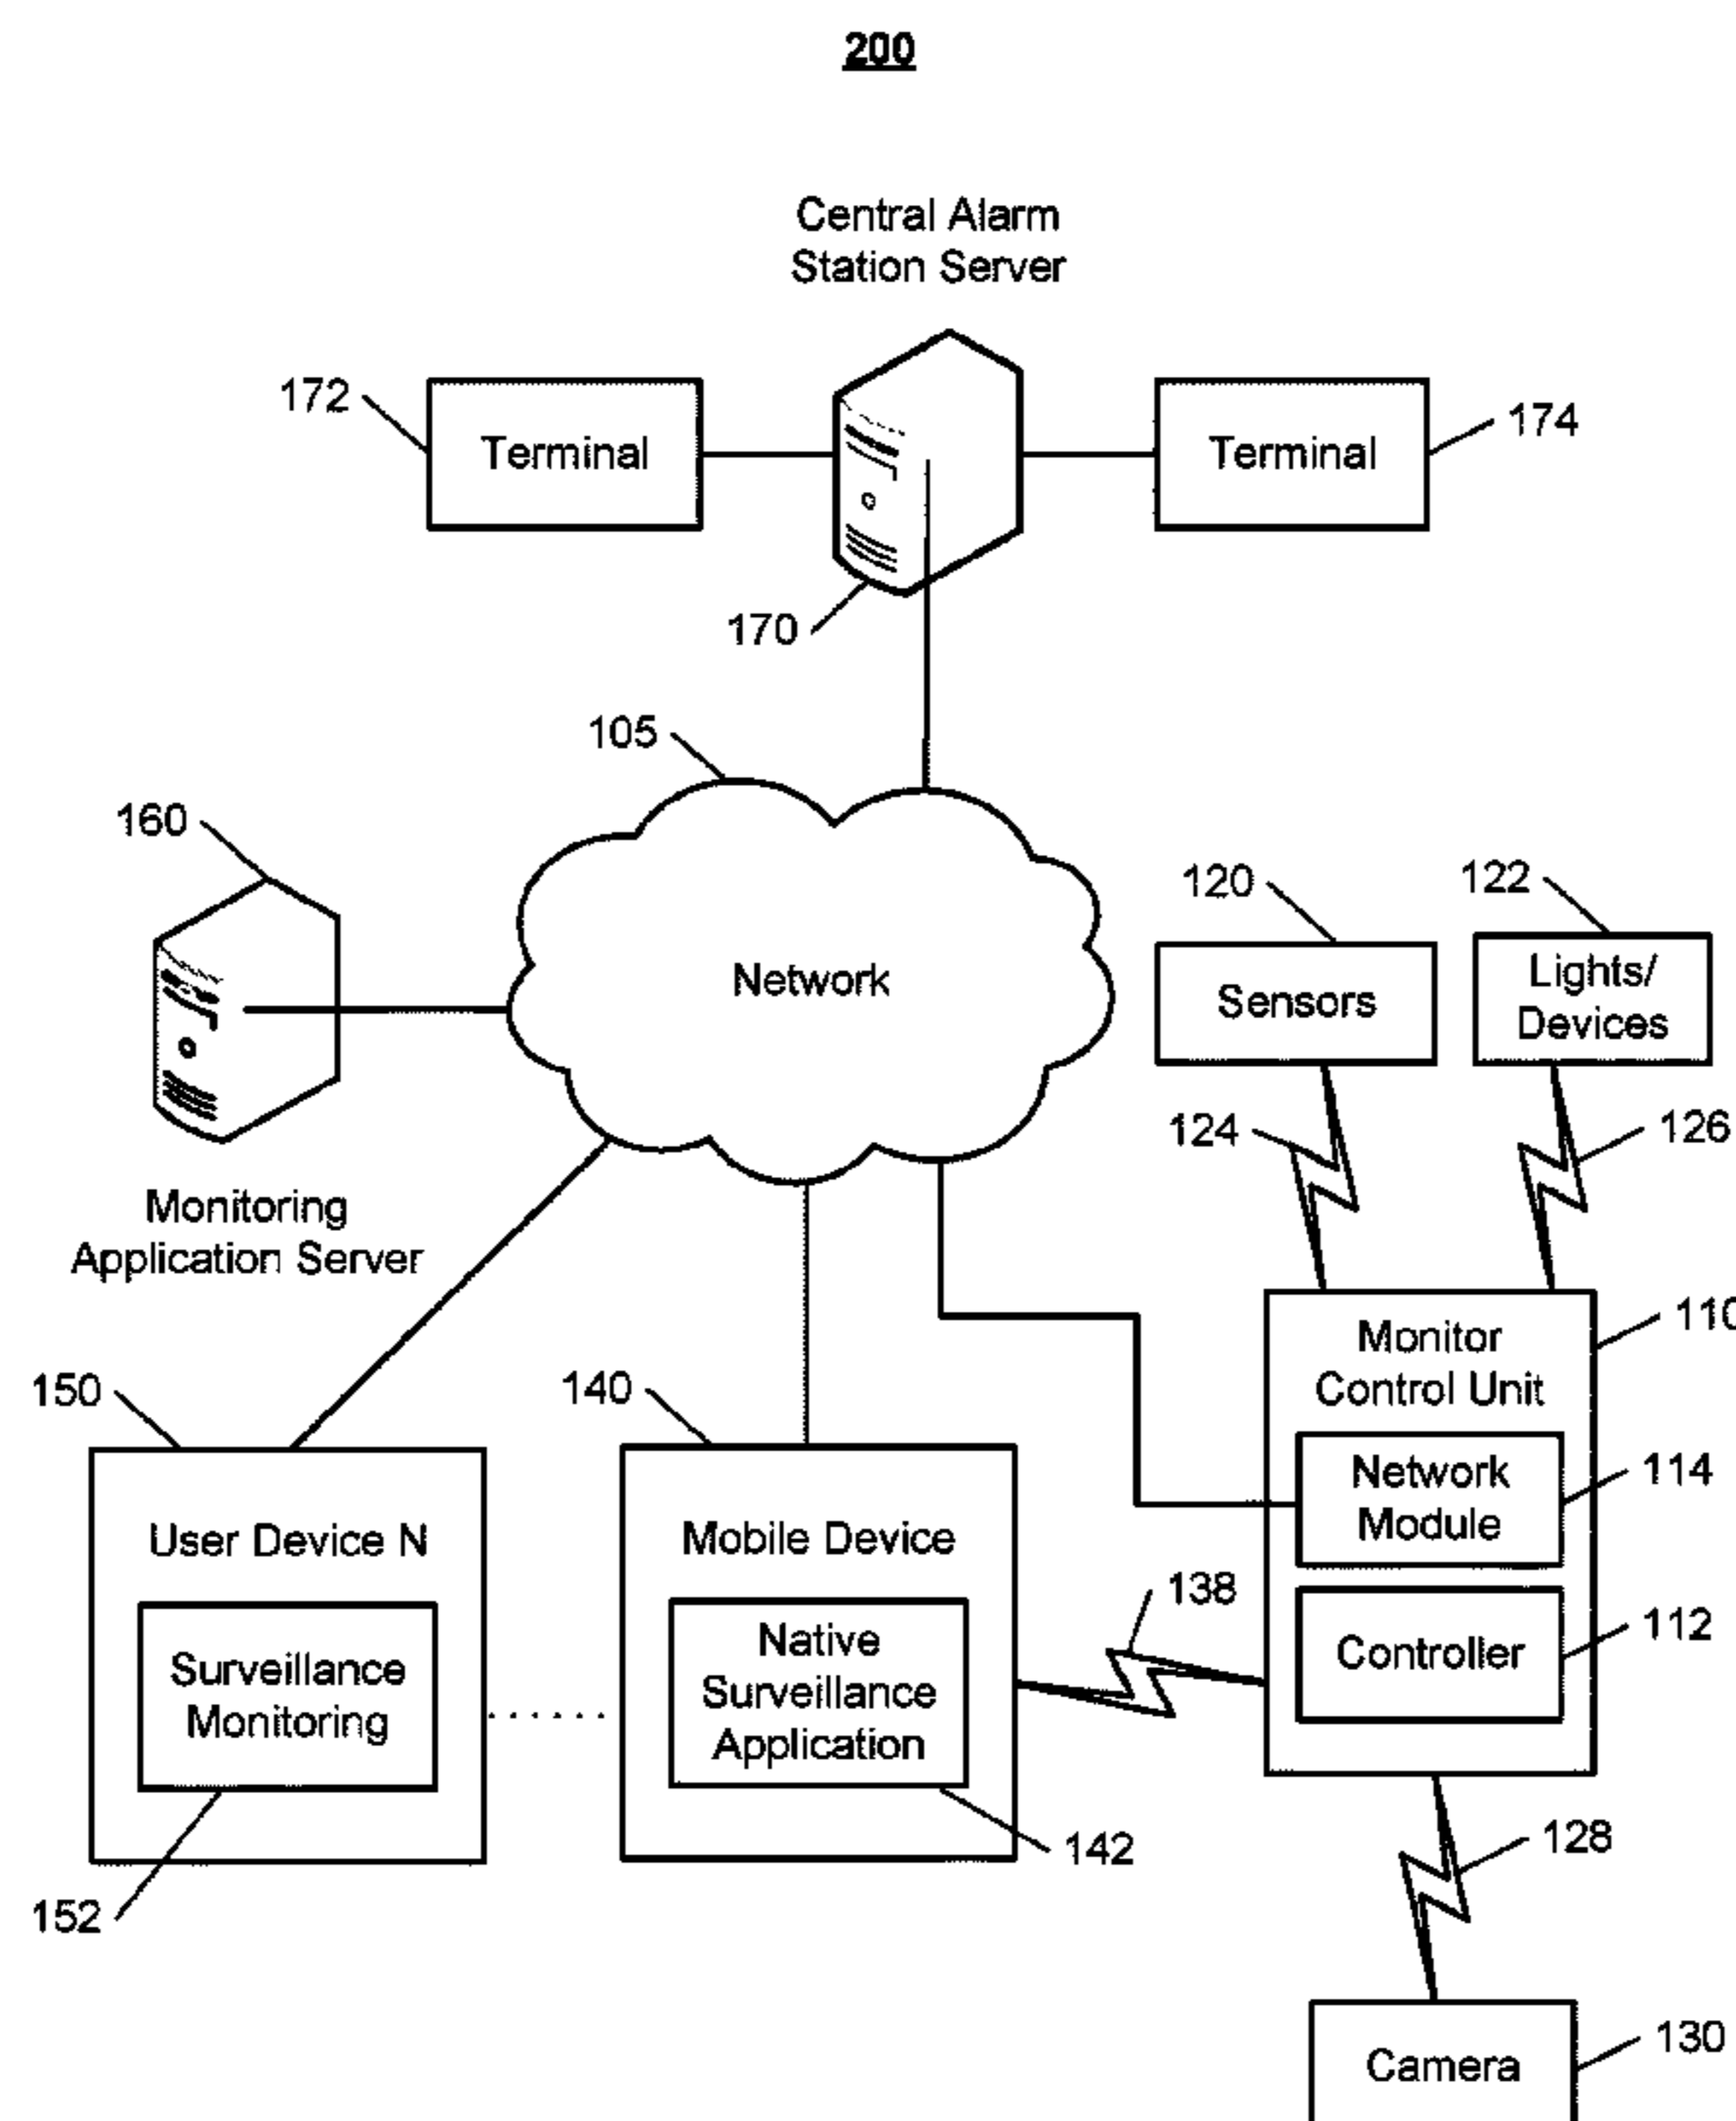 200
Central Alarm
Station Server
172
Terminal
Terminal
174
170
105
160
Network
120
122
Sensors
Lights/
Devices
124
126
Monitoring
Application Server
110
Monitor
Control Unit
150
140
Network
Module
114
User Device N
Mobile Device
138
Controller
112
Surveillance
Monitoring
Native
Surveillance
Application
142
128
152
Camera
130